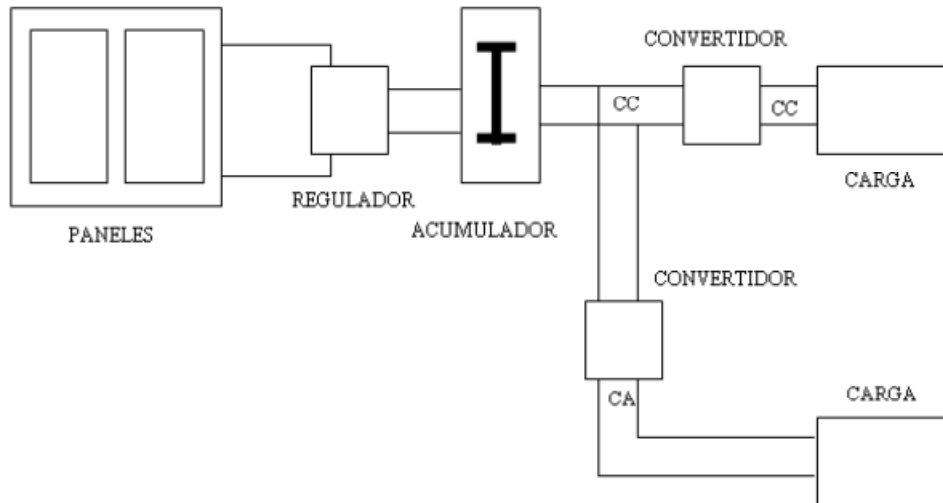 CONVERTIDOR
CC
CC
CARGA
REGULADOR
ACUMULADOR
PANELES
CONVERTIDOR
CA
CARGA